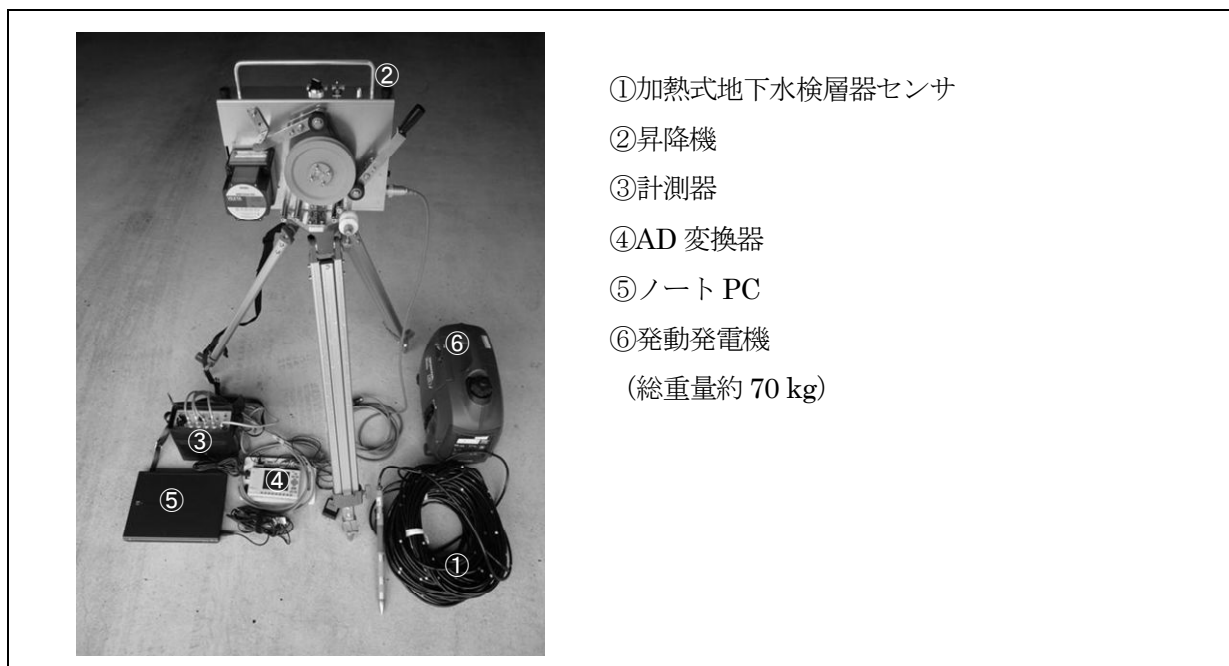 ②
⑥
③
④
⑤
①
①加熱式地下水検層器センサ
②昇降機
③計測器
④AD 変換器
⑤ノート PC
⑥発動発電機
（総重量約 70 kg）